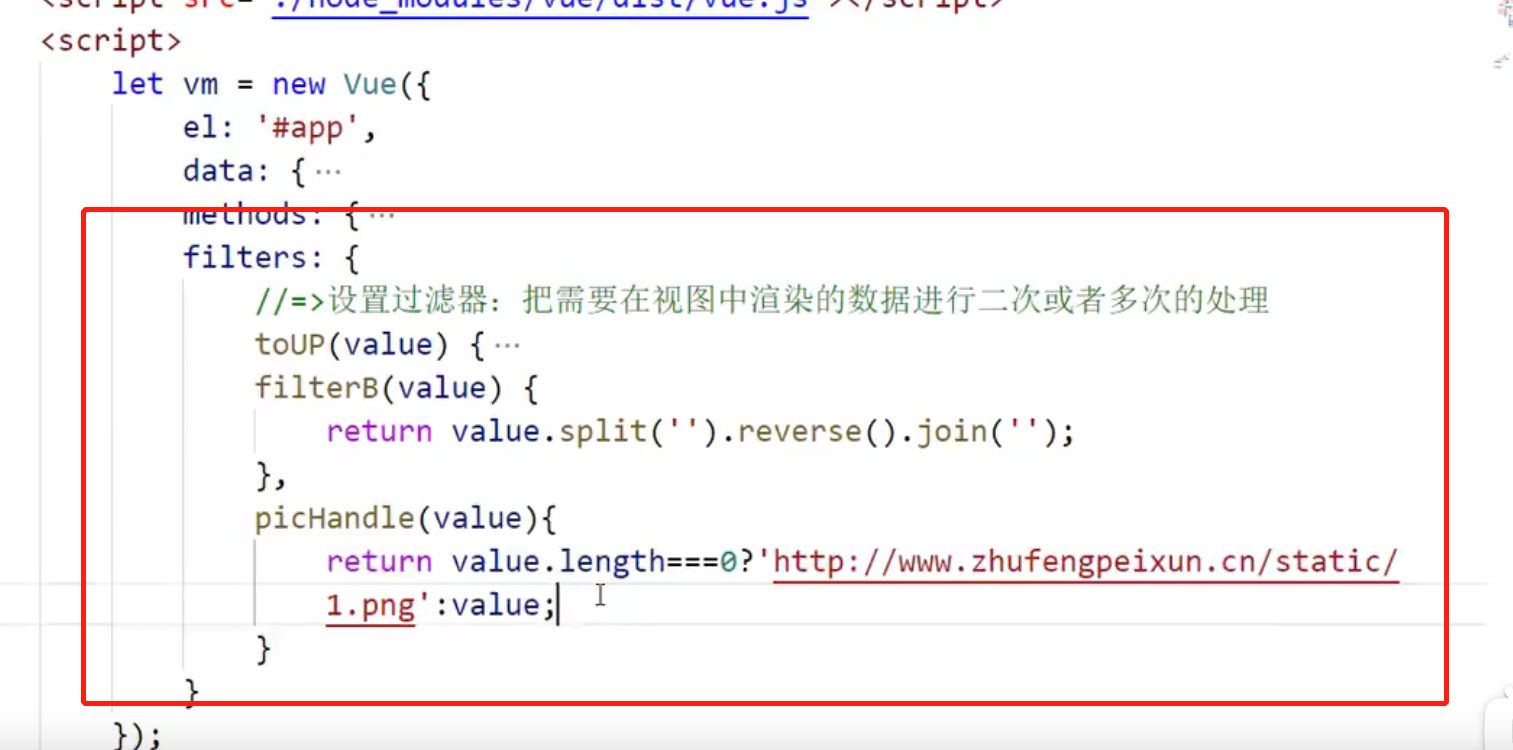 <script src="./node_modules/vue/dist/vue.js"></script>
<script>
let vm = new Vue({
el: '#app',
data: {···
methods: {···
filters: {
//=>设置过滤器：把需要在视图中渲染的数据进行二次或者多次的处理
toUP(value) {···
filterB(value) {
return value.split('').reverse().join('');
},
picHandle(value){
return value.length===0?'http://www.zhufengpeixun.cn/static/
1.png':value;
}
}
});